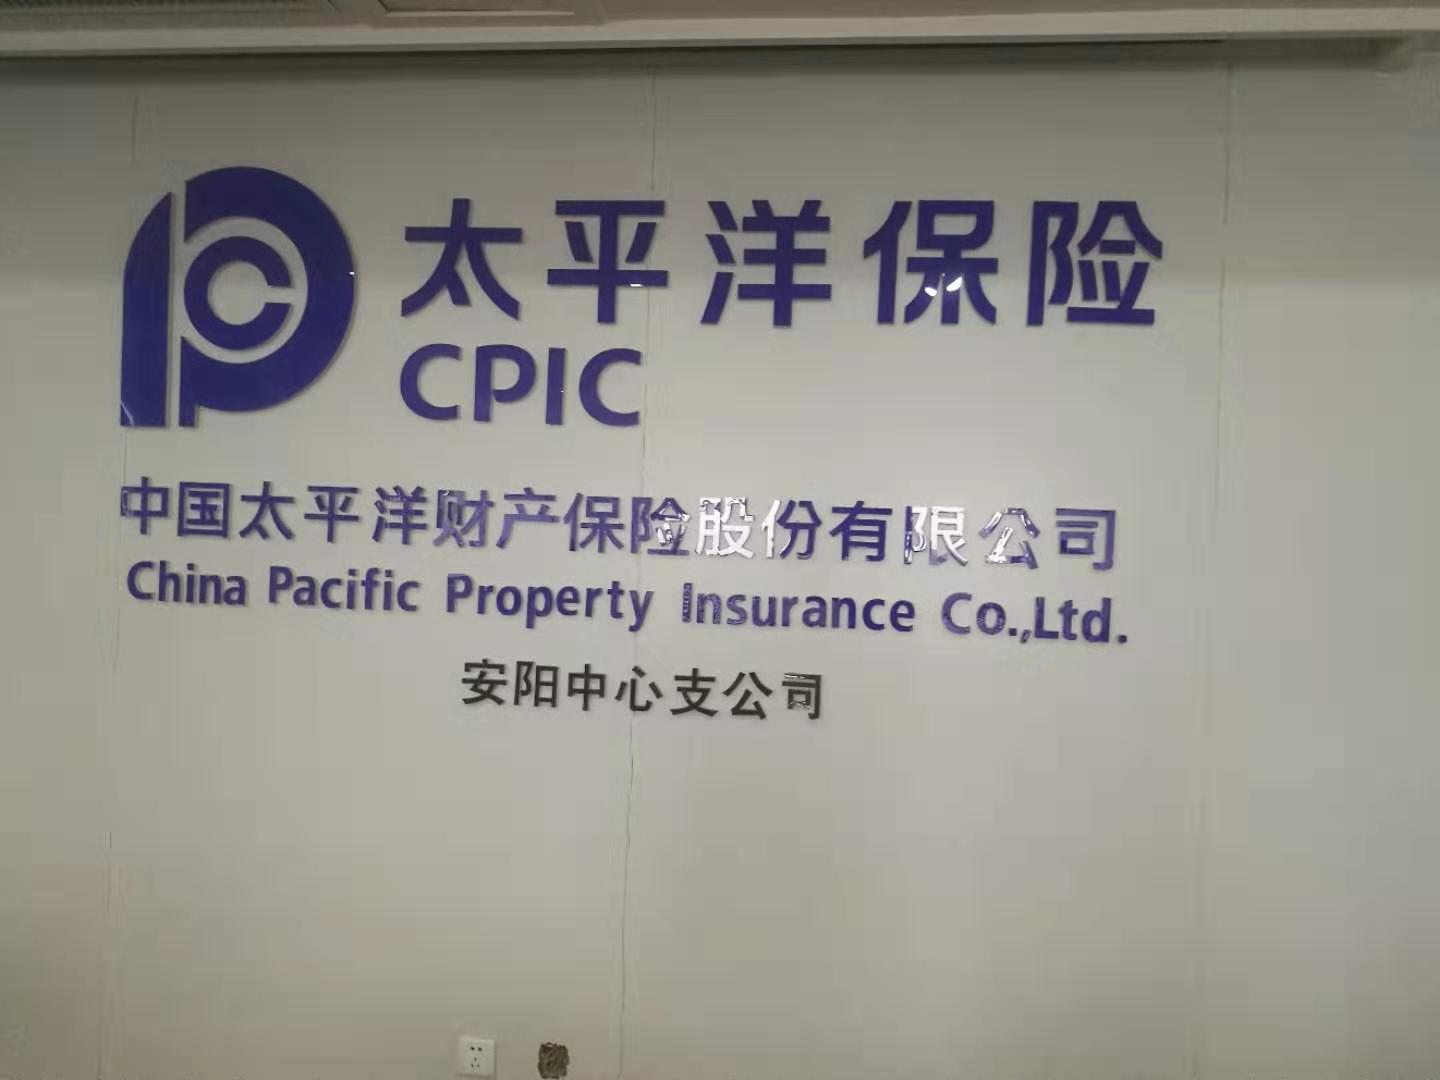 太平洋保险
CPIC
中国太平洋财产保险股份有限公司
China Pacific Property Insurance Co.,Ltd.
安阳中心支公司